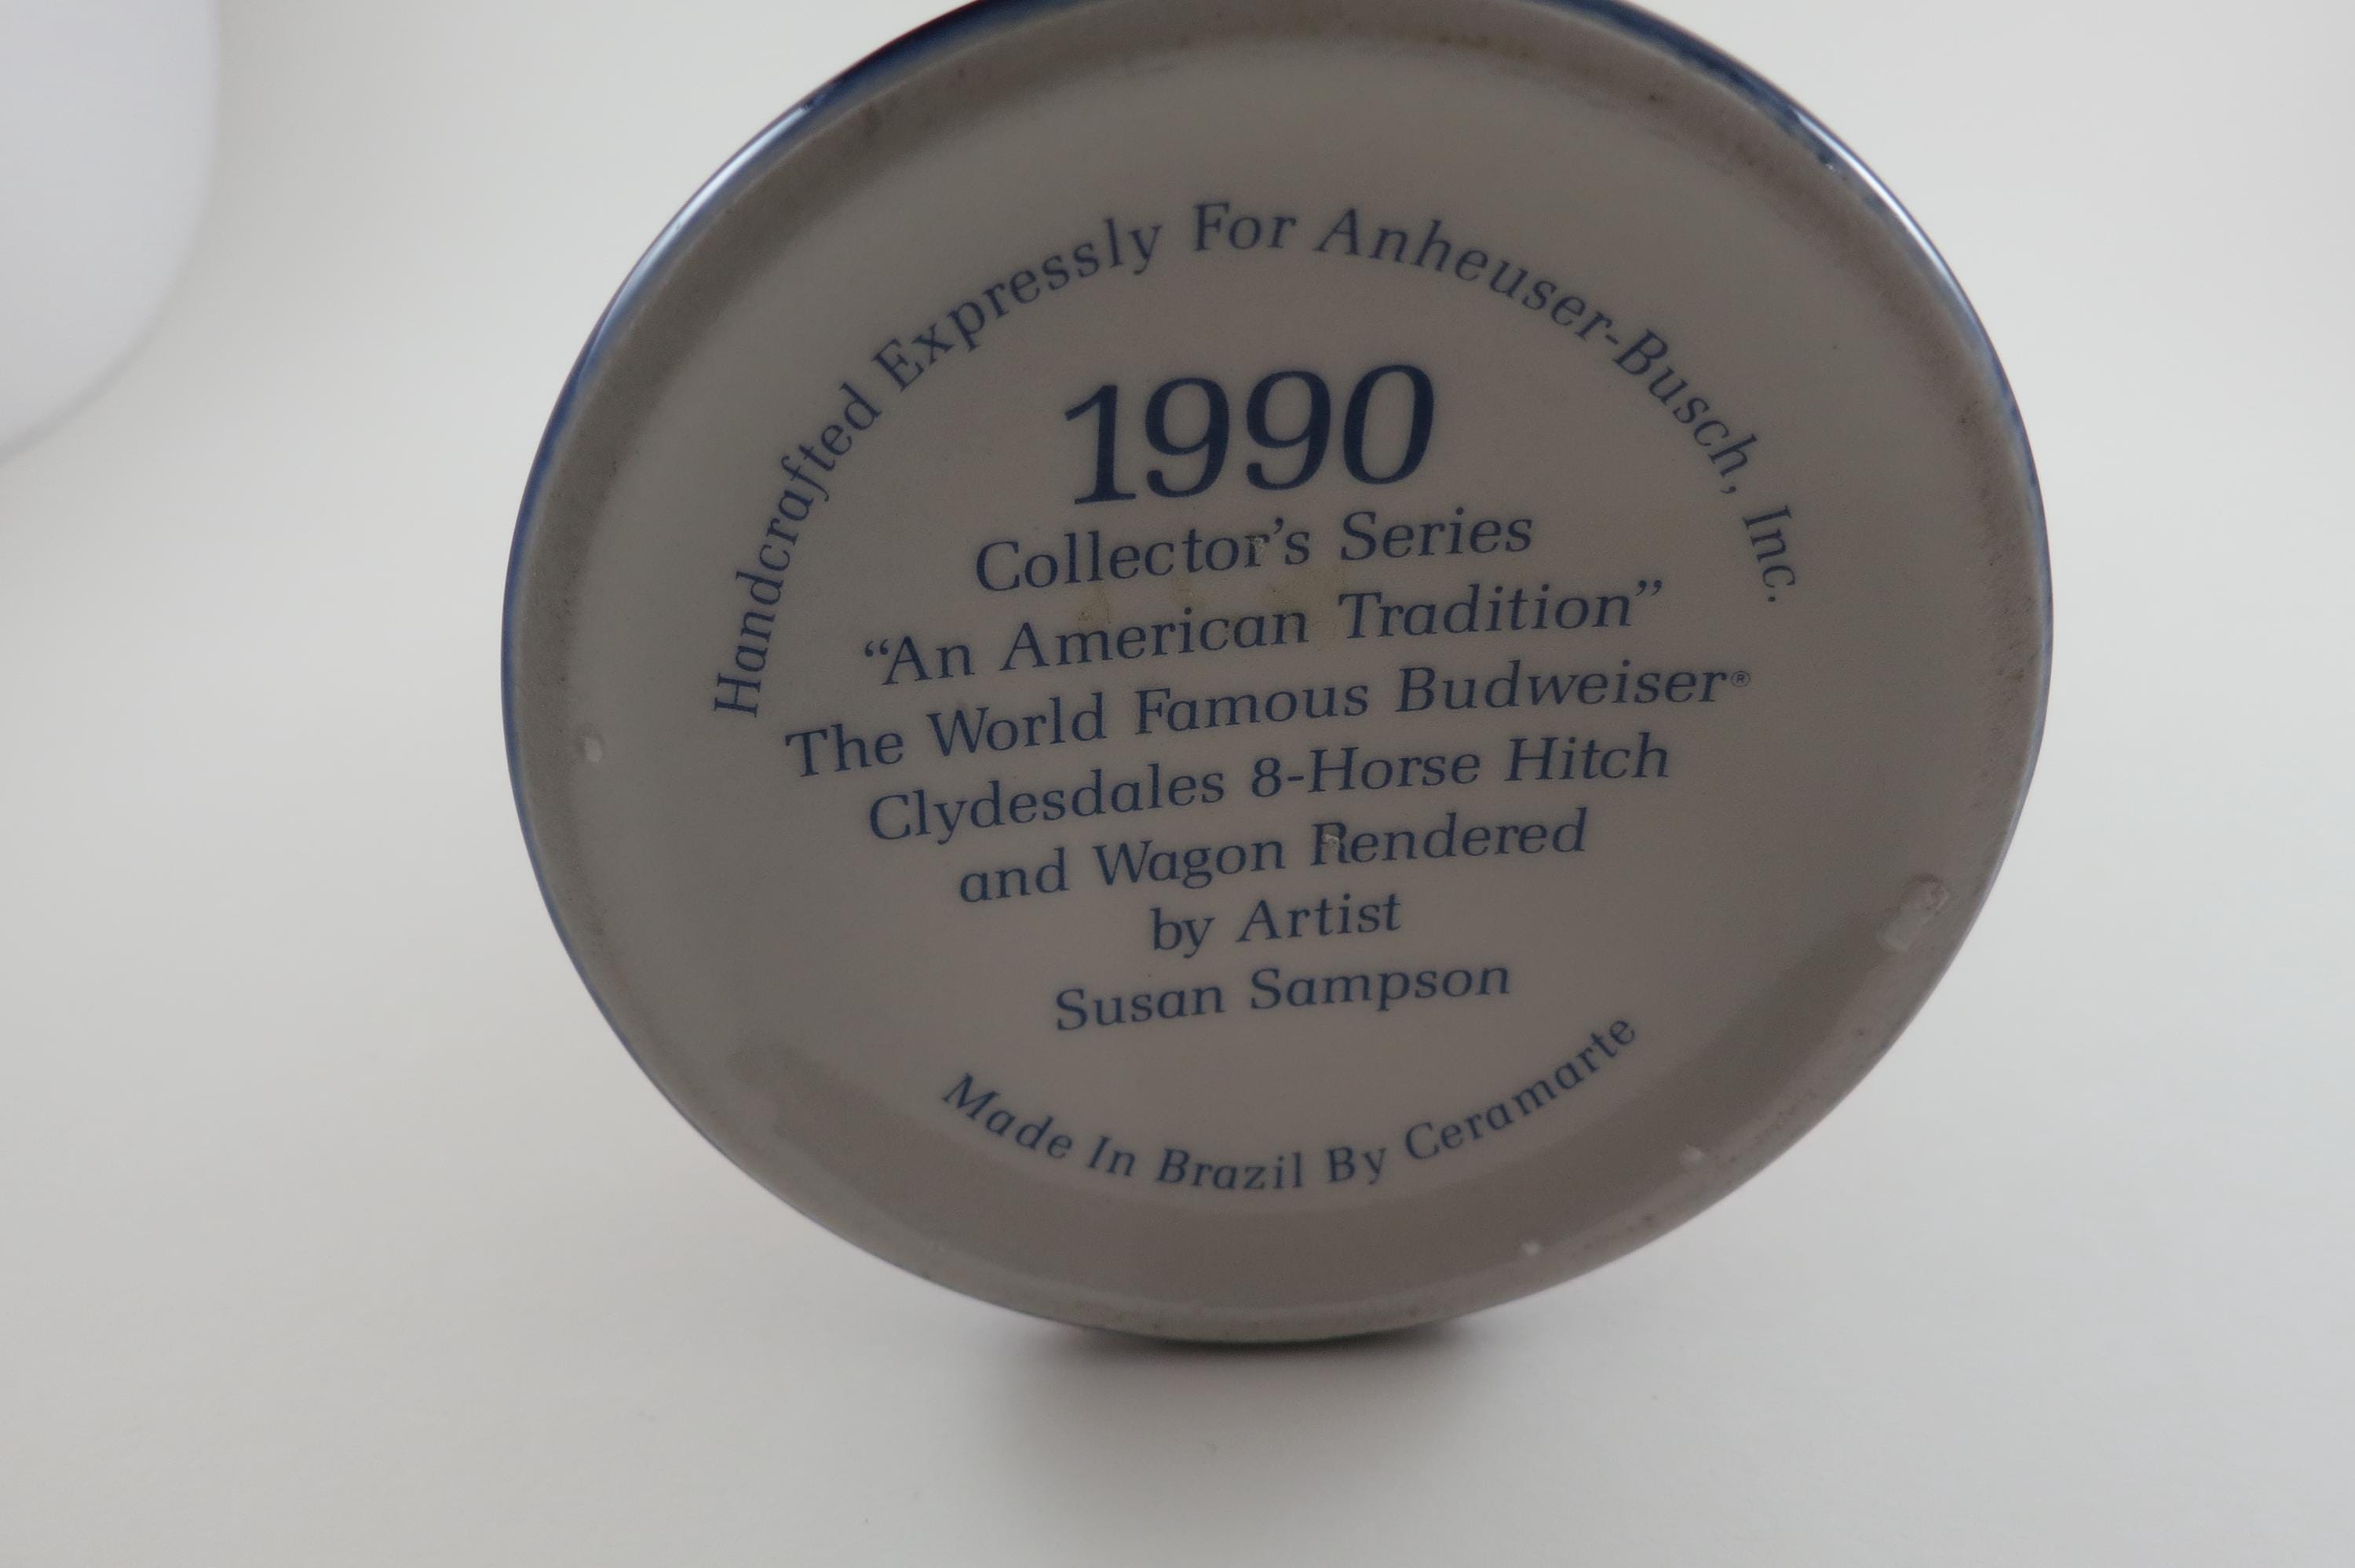 Handcrafted Expressly For Anheuser-Busch, Inc.
1990
Collector's Series
“An American Tradition”
The World Famous Budweiser®
Clydesdales 8-Horse Hitch
and Wagon Rendered
by Artist
Susan Sampson
Made In Brazil By Ceramarte